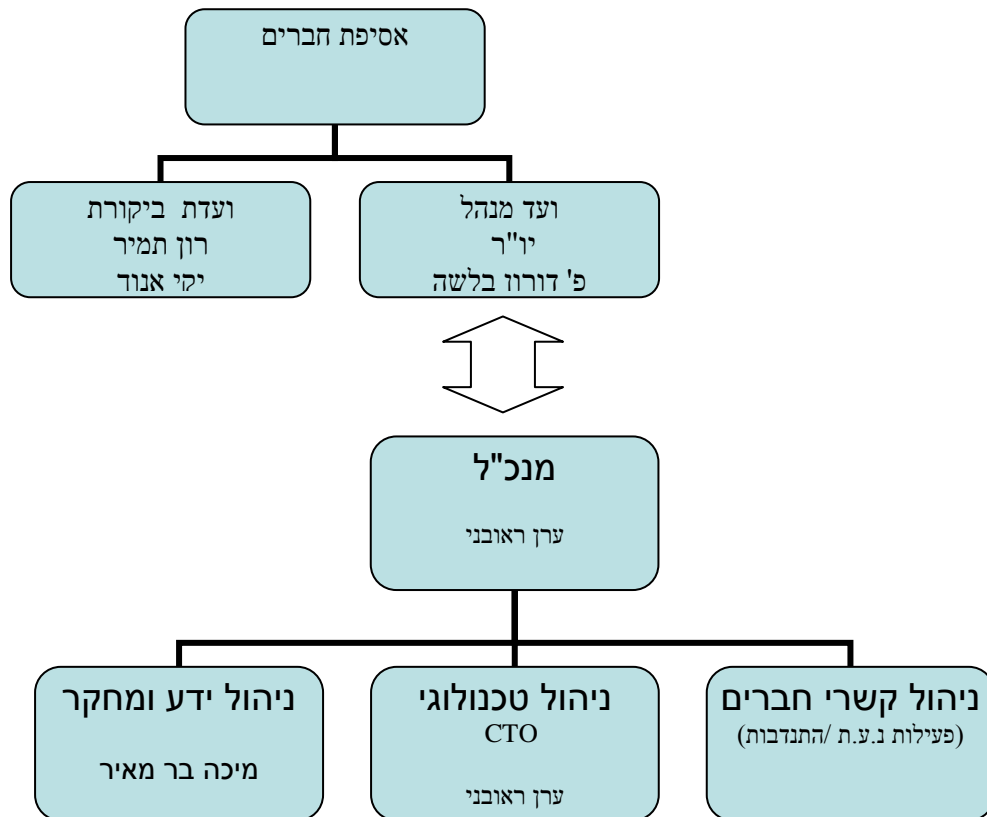 אסיפת חברים
ועד מנהל
יו"ר
פ' דורוז בלשה
ועדת ביקורת
רון תמיר
יקי אנוד
מנכ"ל
ערן ראובני
ניהול קשרי חברים
(פעילות נ.ע.ת /התנדבות)
ניהול טכנולוגי
CTO
ערן ראובני
ניהול ידע ומחקר
מיכה בר מאיר